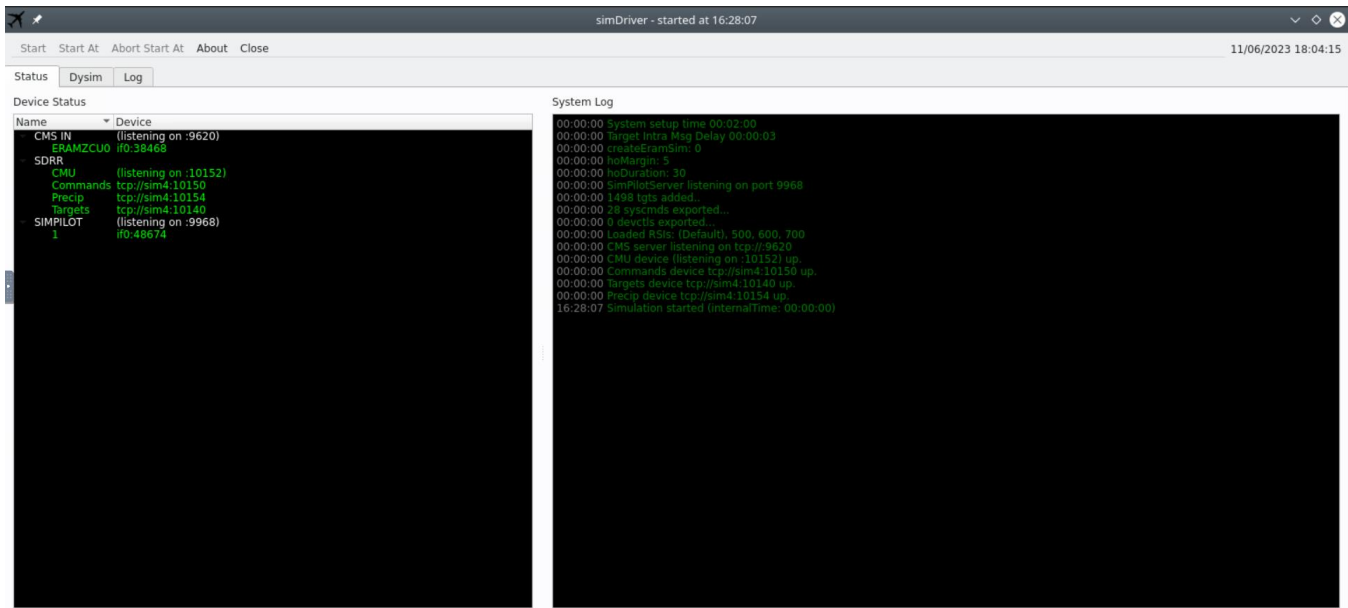 simDriver - started at 16:28:07
Start Start At Abort Start At About Close 11/06/2023 18:04:15
Status Dysim Log
Device Status
Name Device
CMS IN (listening on :9620)
ERAMZCU0 if0:38468
SDRR
CMU (listening on :10152)
Commands tcp://sim4:10150
Precip tcp://sim4:10154
Targets tcp://sim4:10140
SIMPILOT (listening on :9968)
1 if0:48674
System Log
00:00:00 System setup time 00:02:00
00:00:00 Target Intra Msg Delay 00:00:03
00:00:00 createEramSim: 0
00:00:00 hoMargin: 5
00:00:00 hoDuration: 30
00:00:00 SimPilotServer listening on port 9968
00:00:00 1498 tgts added..
00:00:00 28 syscmds exported...
00:00:00 0 devctls exported...
00:00:00 Loaded RSIs: (Default), 500, 600, 700
00:00:00 CMS server listening on tcp://:9620
00:00:00 CMU device (listening on :10152) up.
00:00:00 Commands device tcp://sim4:10150 up.
00:00:00 Targets device tcp://sim4:10140 up.
00:00:00 Precip device tcp://sim4:10154 up.
16:28:07 Simulation started (internalTime: 00:00:00)